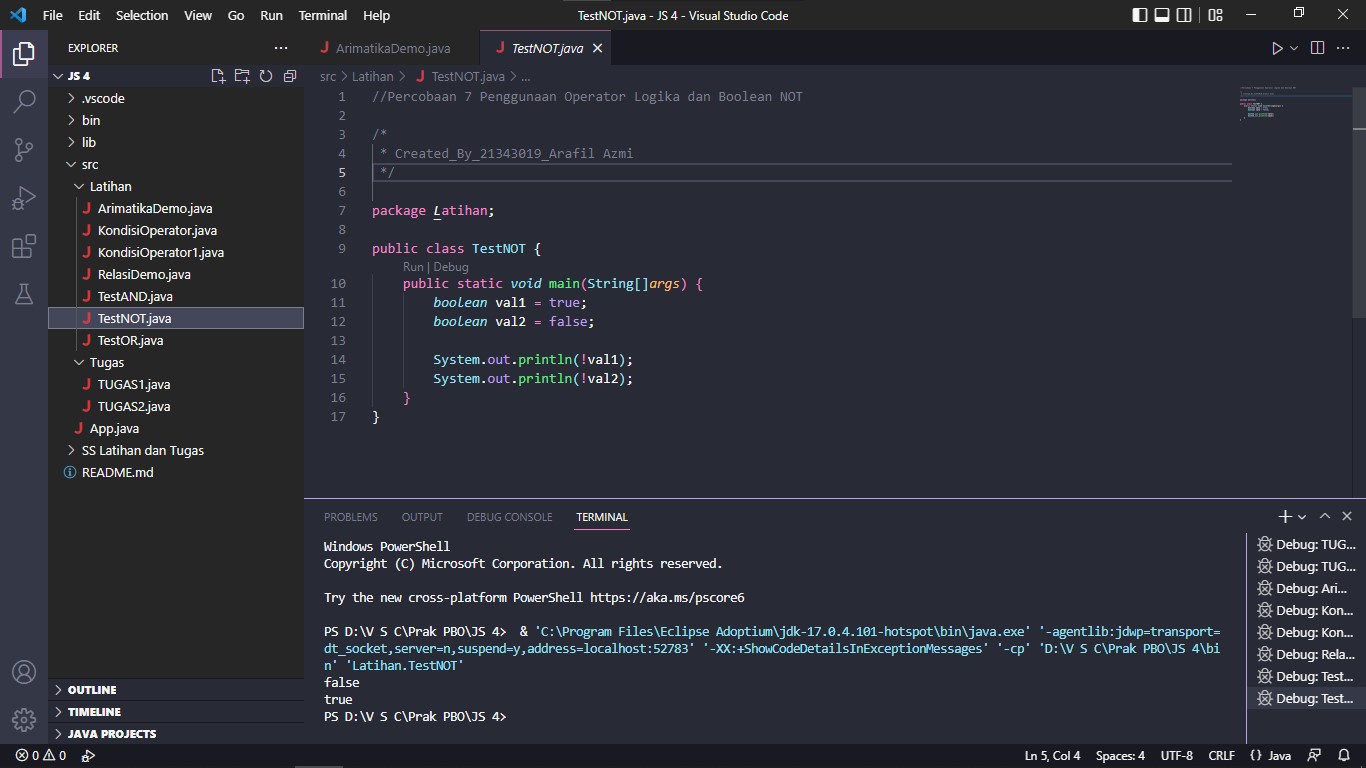 File Edit Selection View Go Run Terminal Help
TestNOT.java - JS 4 - Visual Studio Code
EXPLORER
JS 4
.vscode
bin
lib
src
Latihan
ArimatikaDemo.java
KondisiOperator.java
KondisiOperator1.java
RelasiDemo.java
TestAND.java
TestNOT.java
TestOR.java
Tugas
TUGAS1.java
TUGAS2.java
App.java
SS Latihan dan Tugas
README.md
OUTLINE
TIMELINE
JAVA PROJECTS
ArimatikaDemo.java TestNOT.java
src > Latihan > TestNOT.java > ...
1 //Percobaan 7 Penggunaan Operator Logika dan Boolean NOT
2
3 /*
4 * Created_By_21343019_Arafil Azmi
5 */
6
7 package Latihan;
8
9 public class TestNOT {
Run | Debug
10 public static void main(String[]args) {
11 boolean val1 = true;
12 boolean val2 = false;
13
14 System.out.println(!val1);
15 System.out.println(!val2);
16 }
17 }
PROBLEMS OUTPUT DEBUG CONSOLE TERMINAL
Windows PowerShell
Copyright (C) Microsoft Corporation. All rights reserved.
Try the new cross-platform PowerShell https://aka.ms/pscore6
PS D:\V S C\Prak PBO\JS 4> & 'C:\Program Files\Eclipse Adoptium\jdk-17.0.4.101-hotspot\bin\java.exe' '-agentlib:jdwp=transport=
dt_socket,server=n,suspend=y,address=localhost:52783' '-XX:+ShowCodeDetailsInExceptionMessages' '-cp' 'D:\V S C\Prak PBO\JS 4\bi
n' 'Latihan.TestNOT'
false
true
PS D:\V S C\Prak PBO\JS 4>
Debug: TUG...
Debug: TUG...
Debug: Ari...
Debug: Kon...
Debug: Kon...
Debug: Rela...
Debug: Test...
Debug: Test...
0 0
Ln 5, Col 4 Spaces: 4 UTF-8 CRLF {} Java